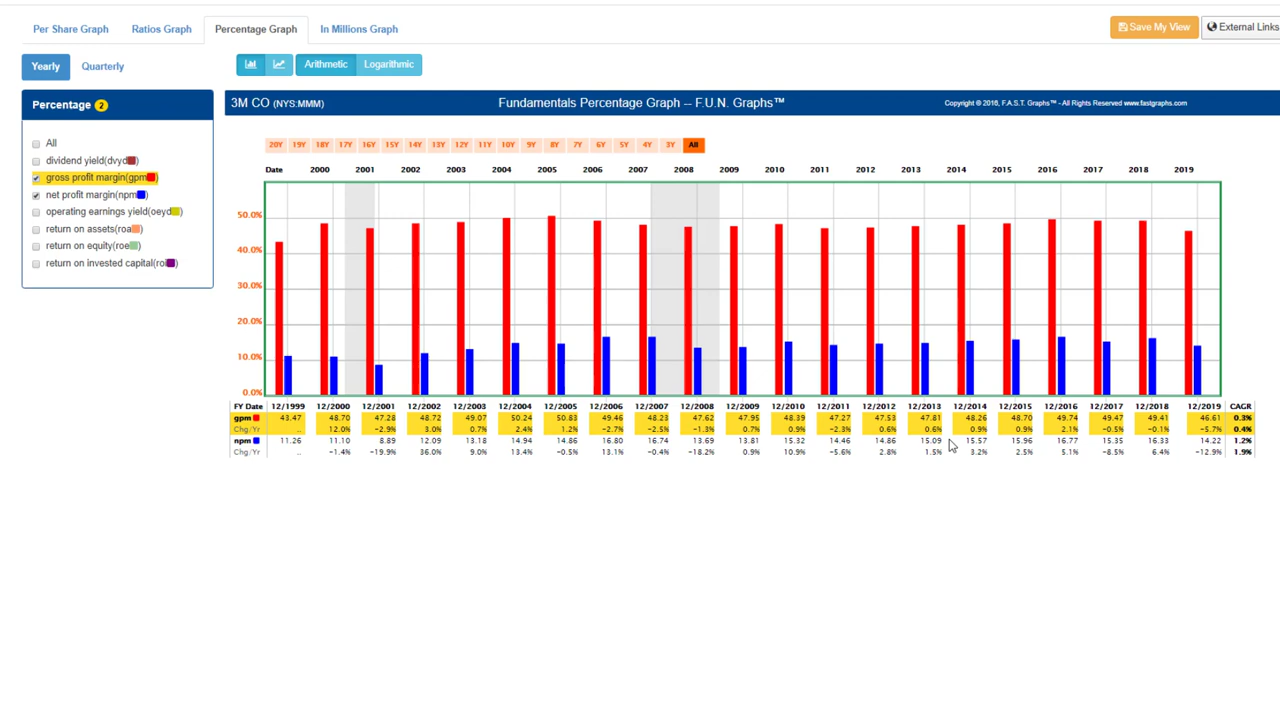 Per Share Graph Ratios Graph Percentage Graph In Millions Graph Save My View External Links
Yearly Quarterly Arithmetic Logarithmic
Percentage 2
All
dividend yield(dvyd)
gross profit margin(gpm)
net profit margin(npm)
operating earnings yield(oeyd)
return on assets(roa)
return on equity(roe)
return on invested capital(roi)
3M CO (NYS:MMM) Fundamentals Percentage Graph -- F.U.N. Graphs™ Copyright © 2016, F.A.S.T. Graphs™ - All Rights Reserved www.fastgraphs.com
20Y 19Y 18Y 17Y 16Y 15Y 14Y 13Y 12Y 11Y 10Y 9Y 8Y 7Y 6Y 5Y 4Y 3Y All
Date 2000 2001 2002 2003 2004 2005 2006 2007 2008 2009 2010 2011 2012 2013 2014 2015 2016 2017 2018 2019
50.0%
40.0%
30.0%
20.0%
10.0%
0.0%
FY Date 12/1999 12/2000 12/2001 12/2002 12/2003 12/2004 12/2005 12/2006 12/2007 12/2008 12/2009 12/2010 12/2011 12/2012 12/2013 12/2014 12/2015 12/2016 12/2017 12/2018 12/2019 CAGR
gpm 43.47 48.70 47.28 48.72 49.07 50.24 50.83 49.46 48.23 47.62 47.95 48.39 47.27 47.53 47.81 48.26 48.70 49.74 49.47 49.41 46.61 0.3%
Chg/Yr .. 12.0% -2.9% 3.0% 0.7% 2.4% 1.2% -2.7% -2.5% -1.3% 0.7% 0.9% -2.3% 0.6% 0.6% 0.9% 0.9% 2.1% -0.5% -0.1% -5.7% 0.4%
npm 11.26 11.10 8.89 12.09 13.18 14.94 14.86 16.80 16.74 13.69 13.81 15.32 14.46 14.86 15.09 15.57 15.96 16.77 15.35 16.33 14.22 1.2%
Chg/Yr .. -1.4% -19.9% 36.0% 9.0% 13.4% -0.5% 13.1% -0.4% -18.2% 0.9% 10.9% -5.6% 2.8% 1.5% 3.2% 2.5% 5.1% -8.5% 6.4% -12.9% 1.9%